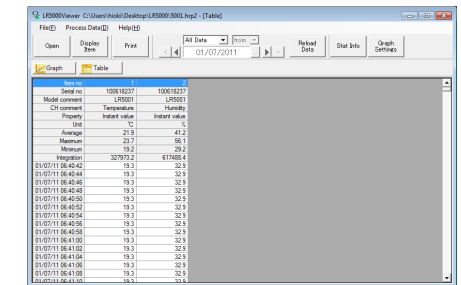 LR5000Viewer C:\Users\hioki\Desktop\LR5000\5001.hrp2 - [Table]
File(F) Process Data(D) Help(H)
Open Display Item Print All Data from 01/07/2011 Reload Data Stat Info Graph Settings
Graph Table
Item no 1 2
Serial no 100618237 100618237
Model comment LR5001 LR5001
CH comment Temperature Humidity
Property Instant value Instant value
Unit °C %
Average 21.9 41.2
Maximum 23.7 56.1
Minimum 19.2 29.2
Integration 327973.2 617488.4
01/07/11 06:40:42 19.3 32.9
01/07/11 06:40:44 19.3 32.9
01/07/11 06:40:46 19.3 32.9
01/07/11 06:40:48 19.3 32.9
01/07/11 06:40:50 19.3 32.9
01/07/11 06:40:52 19.3 32.9
01/07/11 06:40:54 19.3 32.9
01/07/11 06:40:56 19.3 32.9
01/07/11 06:40:58 19.3 32.9
01/07/11 06:41:00 19.3 32.9
01/07/11 06:41:02 19.3 32.9
01/07/11 06:41:04 19.3 32.9
01/07/11 06:41:06 19.3 32.9
01/07/11 06:41:08 19.3 32.9
01/07/11 06:41:10 19.3 32.9